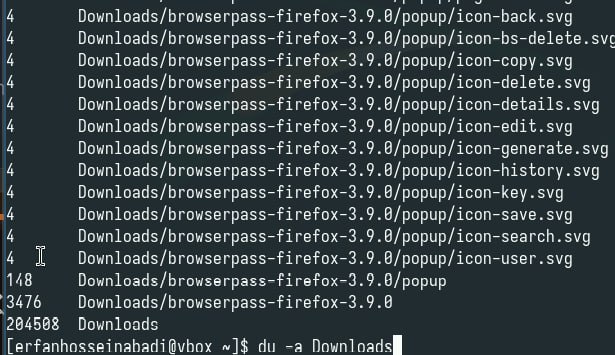 4 Downloads/browserpass-firefox-3.9.0/popup/icon-back.svg
4 Downloads/browserpass-firefox-3.9.0/popup/icon-bs-delete.svg
4 Downloads/browserpass-firefox-3.9.0/popup/icon-copy.svg
4 Downloads/browserpass-firefox-3.9.0/popup/icon-delete.svg
4 Downloads/browserpass-firefox-3.9.0/popup/icon-details.svg
4 Downloads/browserpass-firefox-3.9.0/popup/icon-edit.svg
4 Downloads/browserpass-firefox-3.9.0/popup/icon-generate.svg
4 Downloads/browserpass-firefox-3.9.0/popup/icon-history.svg
4 Downloads/browserpass-firefox-3.9.0/popup/icon-key.svg
4 Downloads/browserpass-firefox-3.9.0/popup/icon-save.svg
4 Downloads/browserpass-firefox-3.9.0/popup/icon-search.svg
4 Downloads/browserpass-firefox-3.9.0/popup/icon-user.svg
148 Downloads/browserpass-firefox-3.9.0/popup
3476 Downloads/browserpass-firefox-3.9.0
204508 Downloads
[erfanhosseinabadi@vbox ~]$ du -a Downloads